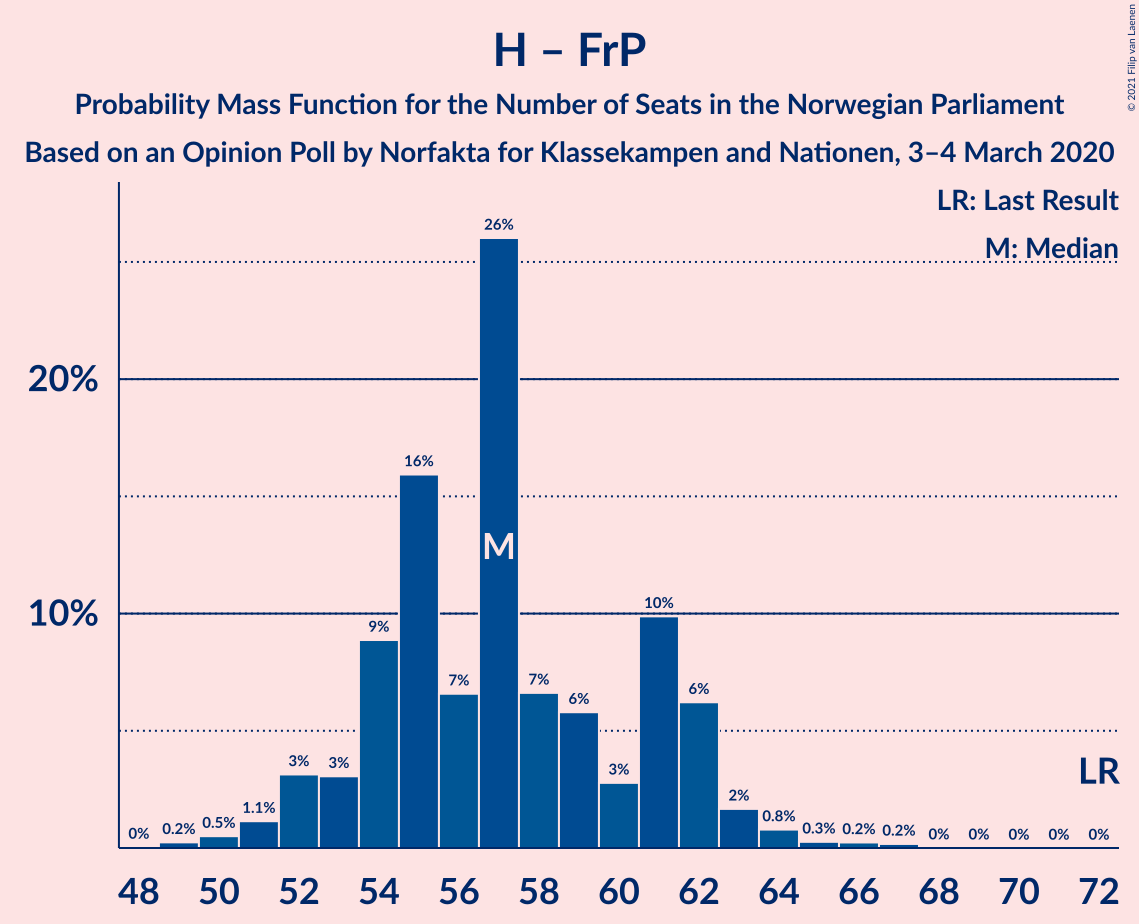 H – FrP
Probability Mass Function for the Number of Seats in the Norwegian Parliament
Based on an Opinion Poll by Norfakta for Klassekampen and Nationen, 3–4 March 2020
© 2021 Filip van Laenen
LR: Last Result
M: Median
20%
10%
0% 0.2% 0.5% 1.1% 3% 3% 9% 16% 7% 26% 7% 6% 3% 10% 6% 2% 0.8% 0.3% 0.2% 0.2% 0% 0% 0% 0% 0%
M
LR
48 50 52 54 56 58 60 62 64 66 68 70 72